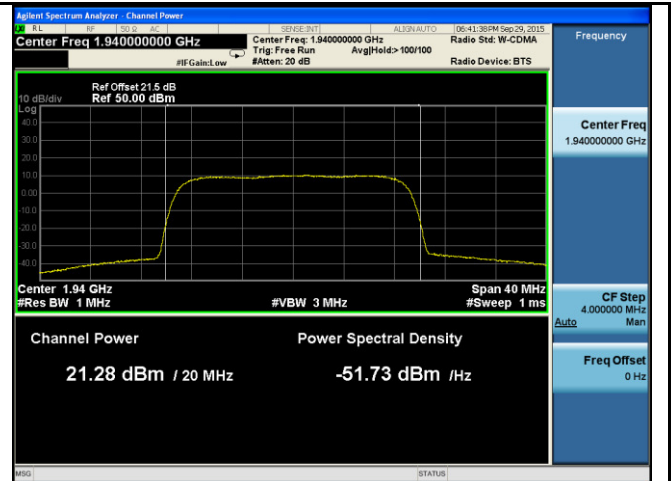 Agilent Spectrum Analyzer - Channel Power
RL RF 50 Ω AC SENSE:INT ALIGN AUTO 06:41:38PM Sep 29, 2015
Center Freq 1.940000000 GHz
Center Freq: 1.940000000 GHz
Radio Std: W-CDMA
Trig: Free Run Avg|Hold:> 100/100
#IFGain:Low #Atten: 20 dB
Radio Device: BTS
Frequency
Ref Offset 21.5 dB
10 dB/div Ref 50.00 dBm
Log
40.0
30.0
20.0
10.0
0.00
-10.0
-20.0
-30.0
-40.0
Center 1.94 GHz Span 40 MHz
#Res BW 1 MHz #VBW 3 MHz #Sweep 1 ms
Channel Power Power Spectral Density
21.28 dBm / 20 MHz -51.73 dBm /Hz
Center Freq
1.940000000 GHz
CF Step
4.000000 MHz
Auto Man
Freq Offset
0 Hz
MSG STATUS